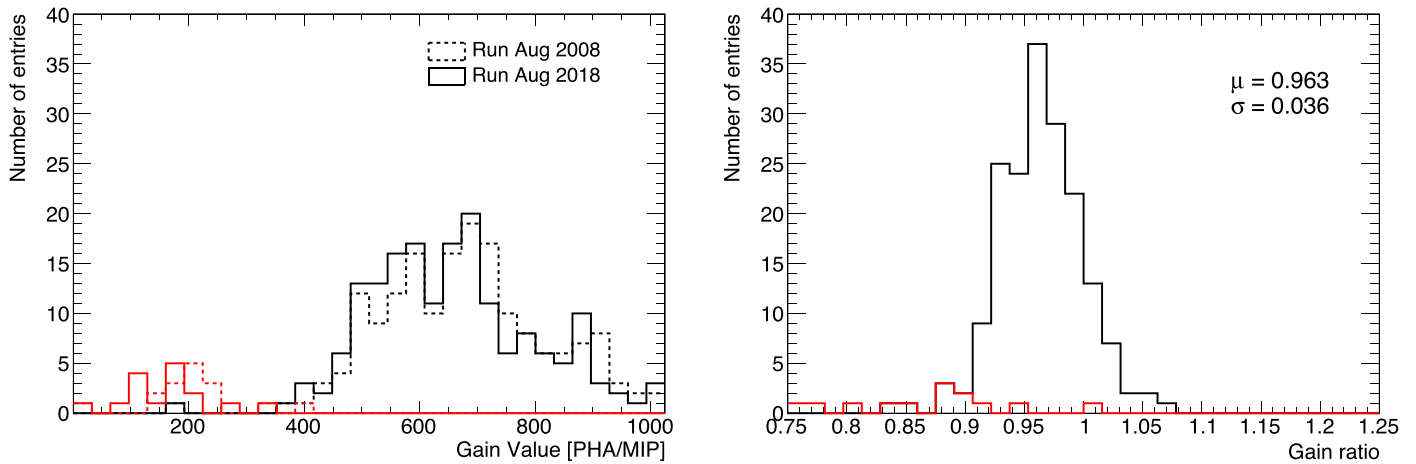 Number of entries
40
35
30
25
20
15
10
5
0
Run Aug 2008
Run Aug 2018
200 400 600 800 1000
Gain Value [PHA/MIP]
Number of entries
40
35
30
25
20
15
10
5
0
μ = 0.963
σ = 0.036
0.75 0.8 0.85 0.9 0.95 1 1.05 1.1 1.15 1.2 1.25
Gain ratio